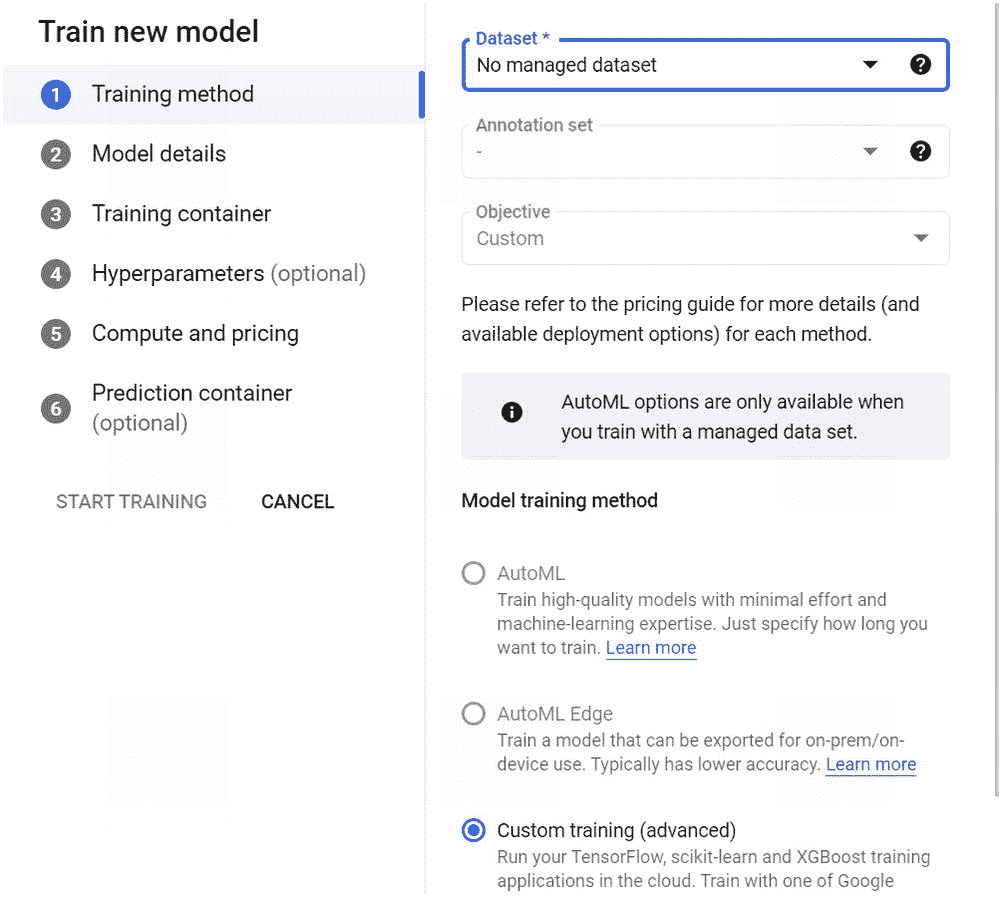 Train new model
1 Training method
2 Model details
3 Training container
4 Hyperparameters (optional)
5 Compute and pricing
6 Prediction container
(optional)
START TRAINING CANCEL
Dataset *
No managed dataset
Annotation set
-
Objective
Custom
Please refer to the pricing guide for more details (and
available deployment options) for each method.
AutoML options are only available when
you train with a managed data set.
Model training method
AutoML
Train high-quality models with minimal effort and
machine-learning expertise. Just specify how long you
want to train. Learn more
AutoML Edge
Train a model that can be exported for on-prem/on-
device use. Typically has lower accuracy. Learn more
Custom training (advanced)
Run your TensorFlow, scikit-learn and XGBoost training
applications in the cloud. Train with one of Google